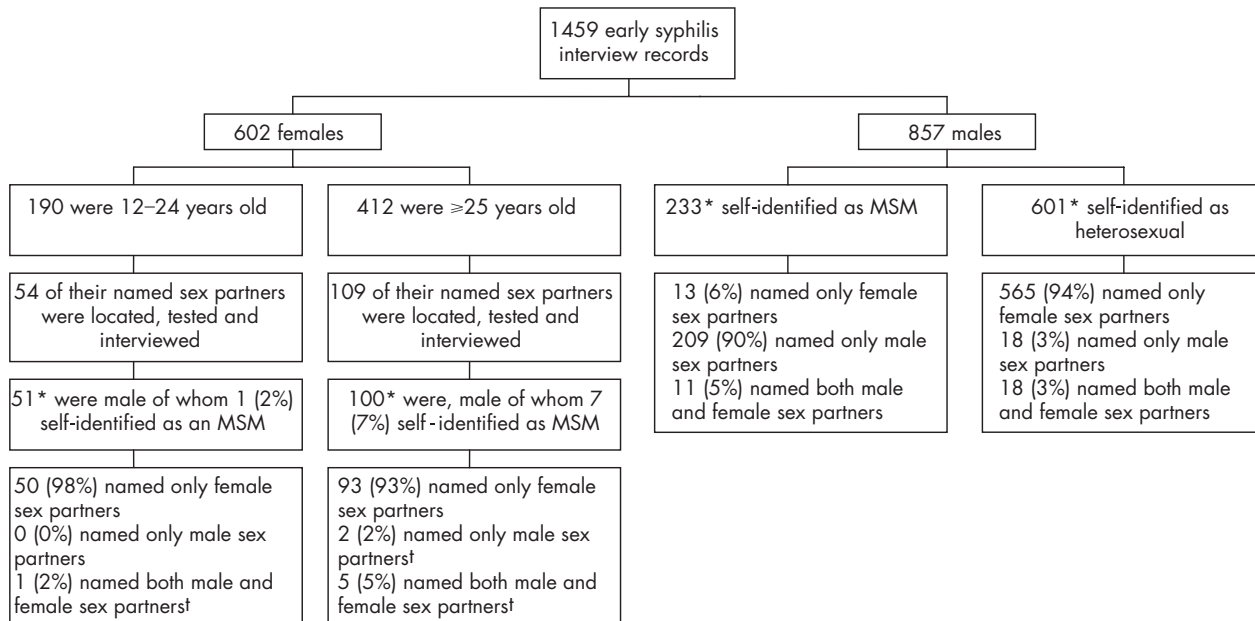 1459 early syphilis
interview records
602 females
857 males
190 were 12–24 years old
412 were ⩾25 years old
233* self-identified as MSM
601* self-identified as
heterosexual
54 of their named sex partners
were located, tested and
interviewed
109 of their named sex partners
were located, tested and
interviewed
13 (6%) named only female
sex partners
209 (90%) named only male
sex partners
11 (5%) named both male
and female sex partners
565 (94%) named only
female sex partners
18 (3%) named only male
sex partners
18 (3%) named both male
and female sex partners
51* were male of whom 1 (2%)
self-identified as an MSM
100* were, male of whom 7
(7%) self-identified as MSM
50 (98%) named only female
sex partners
0 (0%) named only male sex
partners
1 (2%) named both male and
female sex partners†
93 (93%) named only female
sex partners
2 (2%) named only male sex
partners†
5 (5%) named both male and
female sex partners†